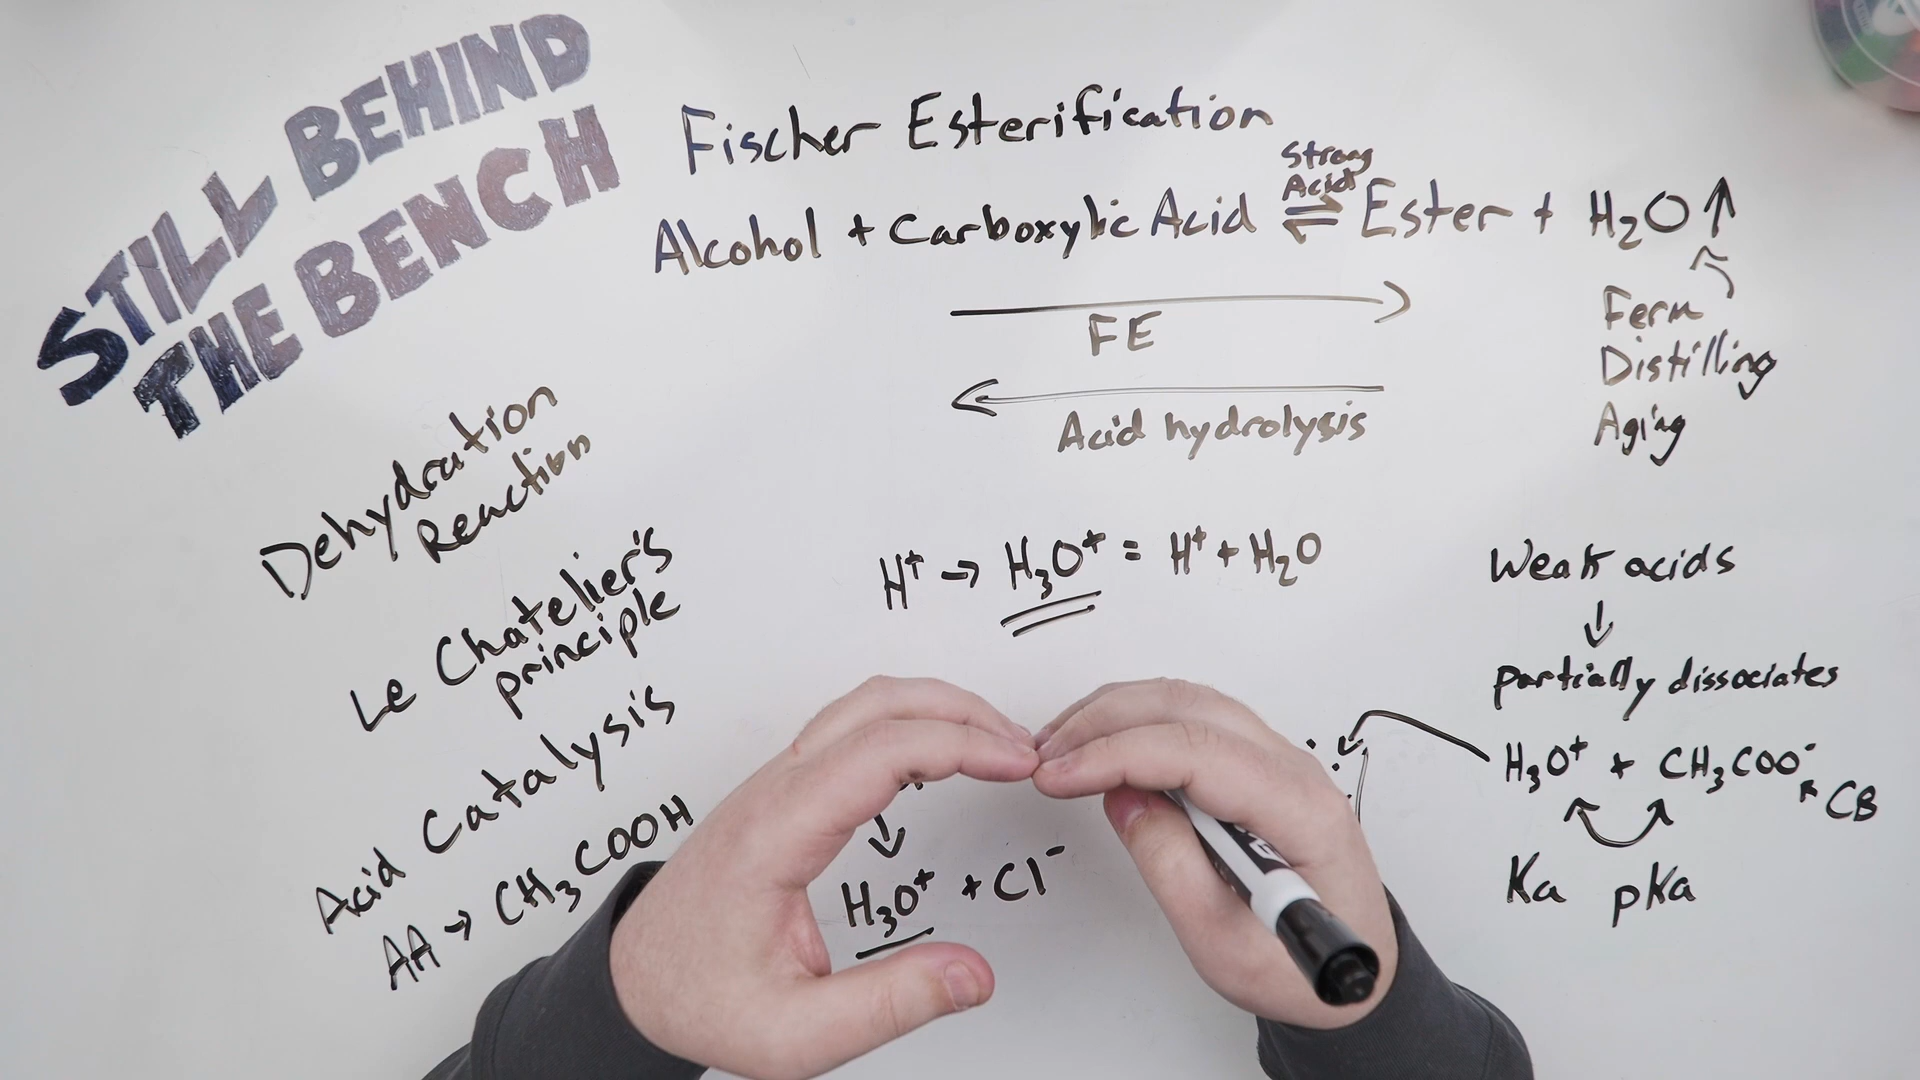 STILL BEHIND
THE BENCH
Fischer Esterification
Alcohol + Carboxylic Acid ⇌ Ester + H₂O ↑
Strong
Acid
FE
Acid hydrolysis
Ferm
Distilling
Aging
Dehydration
Reaction
Le Chatelier's
principle
Acid Catalysis
AA → CH₃COOH
H⁺ → H₃O⁺ = H⁺ + H₂O
H₃O⁺ + Cl⁻
Weak acids
↓
partially dissociates
H₃O⁺ + CH₃COO⁻
CB
Ka pKa